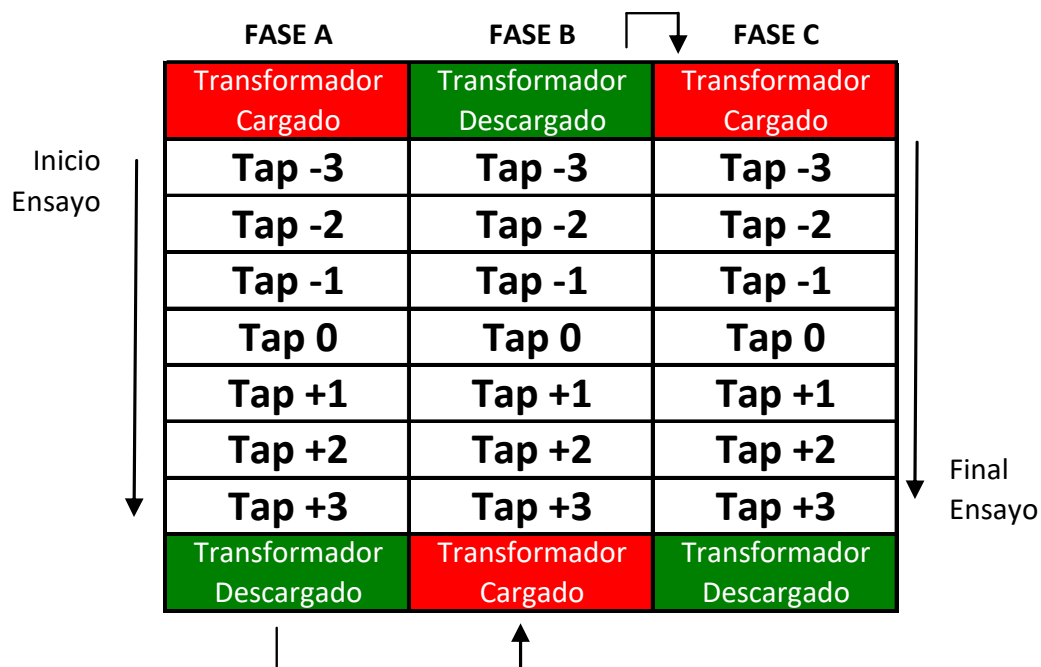 FASE A FASE B FASE C
Transformador Cargado Transformador Descargado Transformador Cargado
Inicio Ensayo
Tap -3 Tap -3 Tap -3
Tap -2 Tap -2 Tap -2
Tap -1 Tap -1 Tap -1
Tap 0 Tap 0 Tap 0
Tap +1 Tap +1 Tap +1
Tap +2 Tap +2 Tap +2
Tap +3 Tap +3 Tap +3
Final Ensayo
Transformador Descargado Transformador Cargado Transformador Descargado